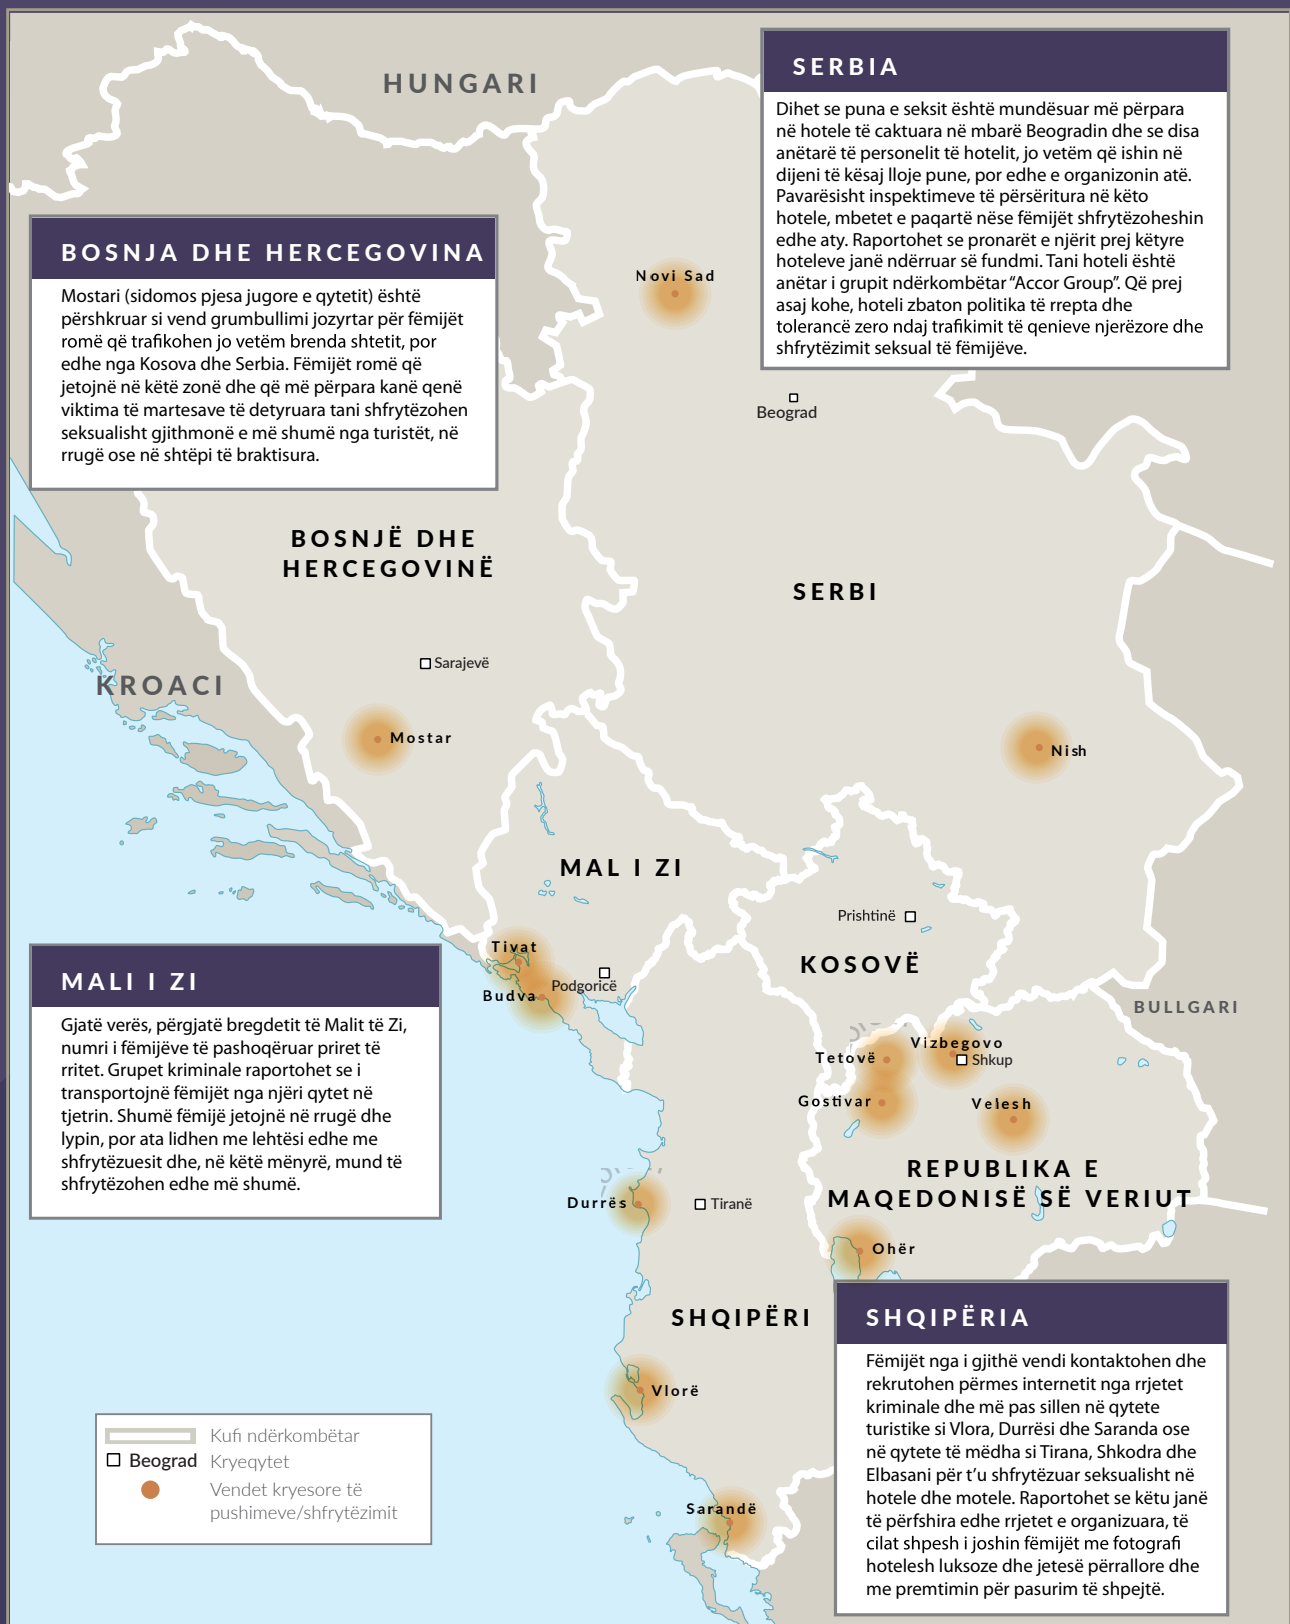 HUNGARI
SERBIA
Dihet se puna e seksit është mundësuar më përpara
në hotele të caktuara në mbarë Beogradin dhe se disa
anëtarë të personelit të hotelit, jo vetëm që ishin në
dijeni të kësaj lloje pune, por edhe e organizonin atë.
Pavarësisht inspektimeve të përsëritura në këto
hotele, mbetet e paqartë nëse fëmijët shfrytëzoheshin
edhe aty. Raportohet se pronarët e njërit prej këtyre
hoteleve janë ndërruar së fundmi. Tani hoteli është
anëtar i grupit ndërkombëtar “Accor Group”. Që prej
asaj kohe, hoteli zbaton politika të rrepta dhe
tolerancë zero ndaj trafikimit të qenieve njerëzore dhe
shfrytëzimit seksual të fëmijëve.
BOSNJA DHE HERCEGOVINA
Mostari (sidomos pjesa jugore e qytetit) është
përshkruar si vend grumbullimi jozyrtar për fëmijët
romë që trafikohen jo vetëm brenda shtetit, por
edhe nga Kosova dhe Serbia. Fëmijët romë që
jetojnë në këtë zonë dhe që më përpara kanë qenë
viktima të martesave të detyruara tani shfrytëzohen
seksualisht gjithmonë e më shumë nga turistët, në
rrugë ose në shtëpi të braktisura.
Novi Sad
Beograd
BOSNJË DHE
HERCEGOVINË
SERBI
Sarajevë
KROACI
Mostar
Nish
MAL I ZI
Prishtinë
KOSOVË
Tivat
Podgoricë
Budva
BULLGARI
MALI I ZI
Gjatë verës, përgjatë bregdetit të Malit të Zi,
numri i fëmijëve të pashoqëruar priret të
rritet. Grupet kriminale raportohet se i
transportojnë fëmijët nga njëri qytet në
tjetrin. Shumë fëmijë jetojnë në rrugë dhe
lypin, por ata lidhen me lehtësi edhe me
shfrytëzuesit dhe, në këtë mënyrë, mund të
shfrytëzohen edhe më shumë.
Vizbegovo
Tetovë
Shkup
Gostivar
Velesh
REPUBLIKA E
MAQEDONISË SË VERIUT
Durrës
Tiranë
Ohër
SHQIPËRI
SHQIPËRIA
Fëmijët nga i gjithë vendi kontaktohen dhe
rekrutohen përmes internetit nga rrjetet
kriminale dhe më pas sillen në qytete
turistike si Vlora, Durrësi dhe Saranda ose
në qytete të mëdha si Tirana, Shkodra dhe
Elbasani për t’u shfrytëzuar seksualisht në
hotele dhe motele. Raportohet se këtu janë
të përfshira edhe rrjetet e organizuara, të
cilat shpesh i joshin fëmijët me fotografi
hotelesh luksoze dhe jetesë përrallore dhe
me premtimin për pasurim të shpejtë.
Vlorë
Sarandë
Kufi ndërkombëtar
Beograd Kryeqytet
Vendet kryesore të
pushimeve/shfrytëzimit